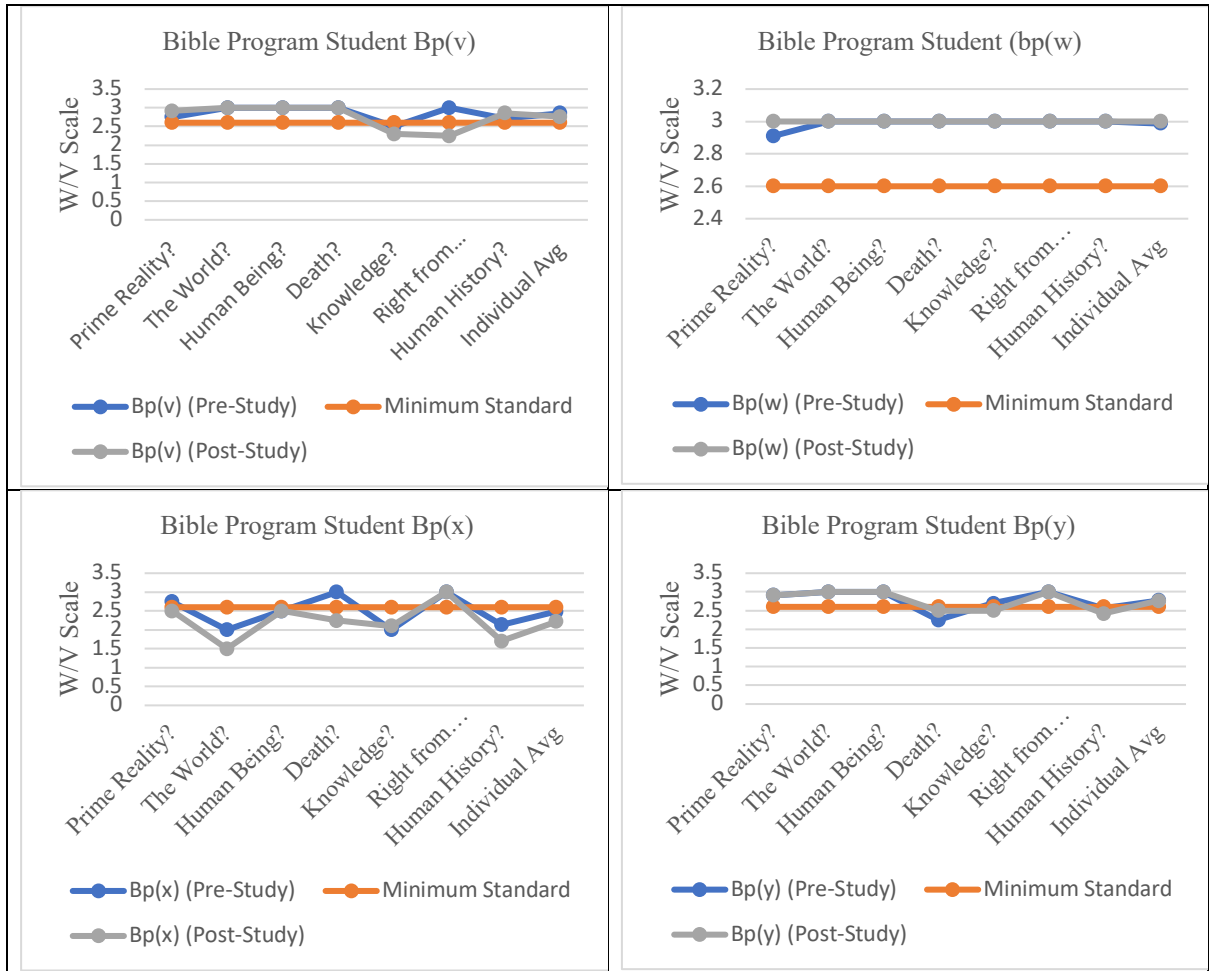 Bible Program Student Bp(v)
W/V Scale
3.5
3
2.5
2
1.5
1
0.5
0
Prime Reality?
The World?
Human Being?
Death?
Knowledge?
Right from…
Human History?
Individual Avg
Bp(v) (Pre-Study)
Minimum Standard
Bp(v) (Post-Study)
Bible Program Student (bp(w)
W/V Scale
3.2
3
2.8
2.6
2.4
Prime Reality?
The World?
Human Being?
Death?
Knowledge?
Right from…
Human History?
Individual Avg
Bp(w) (Pre-Study)
Minimum Standard
Bp(w) (Post-Study)
Bible Program Student Bp(x)
W/V Scale
3.5
3
2.5
2
1.5
1
0.5
0
Prime Reality?
The World?
Human Being?
Death?
Knowledge?
Right from…
Human History?
Individual Avg
Bp(x) (Pre-Study)
Minimum Standard
Bp(x) (Post-Study)
Bible Program Student Bp(y)
W/V Scale
3.5
3
2.5
2
1.5
1
0.5
0
Prime Reality?
The World?
Human Being?
Death?
Knowledge?
Right from…
Human History?
Individual Avg
Bp(y) (Pre-Study)
Minimum Standard
Bp(y) (Post-Study)